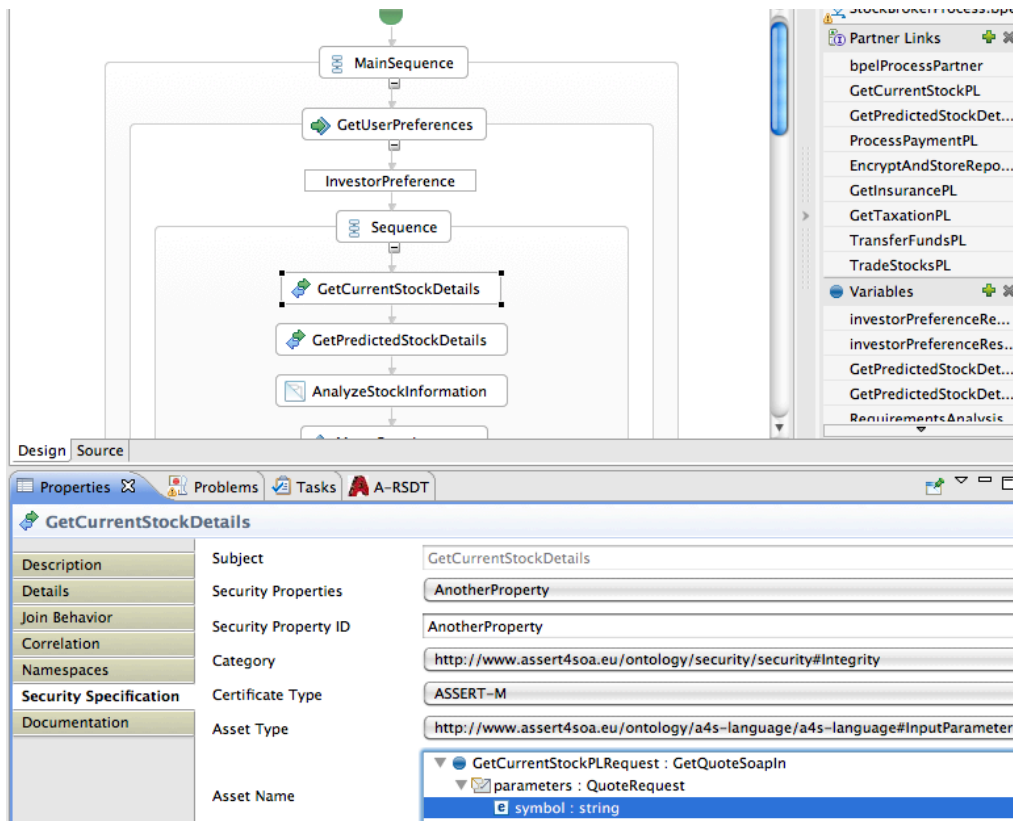 StockBrokerProcess.bpe
MainSequence
GetUserPreferences
InvestorPreference
Sequence
GetCurrentStockDetails
GetPredictedStockDetails
AnalyzeStockInformation
Partner Links
bpelProcessPartner
GetCurrentStockPL
GetPredictedStockDet...
ProcessPaymentPL
EncryptAndStoreRepo...
GetInsurancePL
GetTaxationPL
TransferFundsPL
TradeStocksPL
Variables
investorPreferenceRe...
investorPreferenceRes...
GetPredictedStockDet...
GetPredictedStockDet...
RequirementsAnalysis
Design Source
Properties Problems Tasks A-RSDT
GetCurrentStockDetails
Description
Details
Join Behavior
Correlation
Namespaces
Security Specification
Documentation
Subject GetCurrentStockDetails
Security Properties AnotherProperty
Security Property ID AnotherProperty
Category http://www.assert4soa.eu/ontology/security/security#Integrity
Certificate Type ASSERT-M
Asset Type http://www.assert4soa.eu/ontology/a4s-language/a4s-language#InputParameter
Asset Name
GetCurrentStockPLRequest : GetQuoteSoapIn
parameters : QuoteRequest
e symbol : string